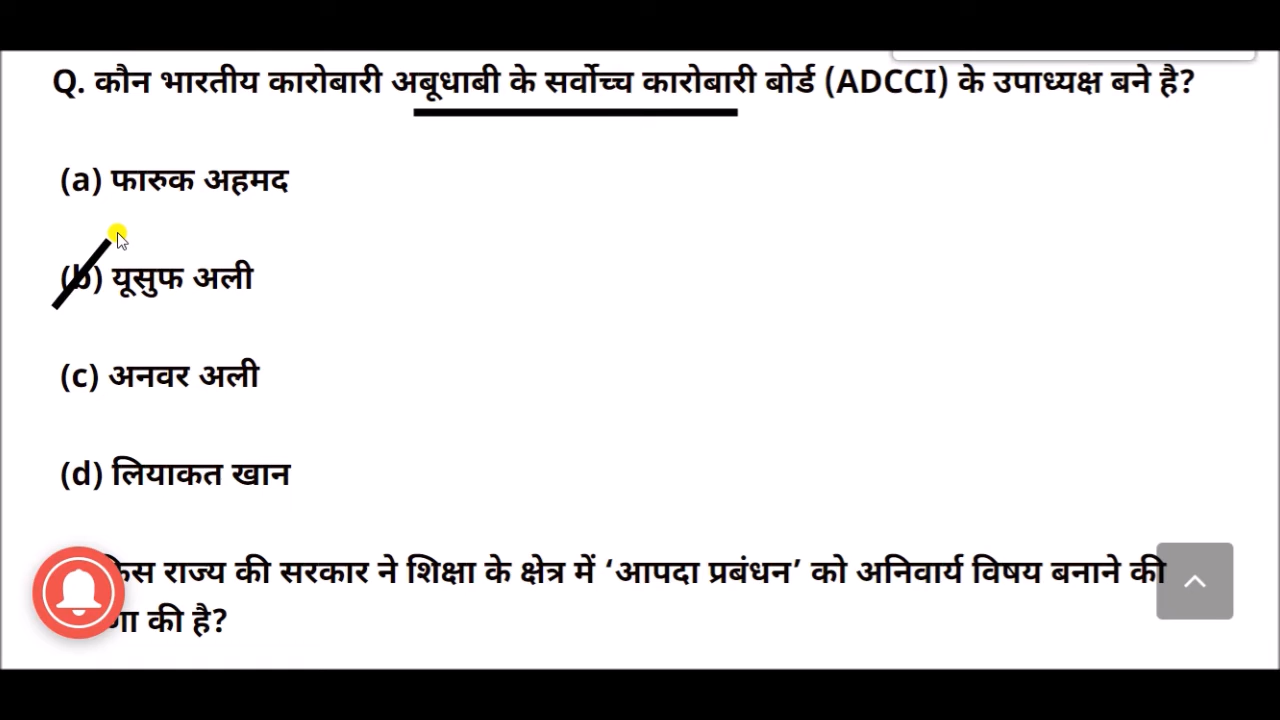 Q. कौन भारतीय कारोबारी अबूधाबी के सर्वोच्च कारोबारी बोर्ड (ADCCI) के उपाध्यक्ष बने है?
(a) फारुक अहमद
(b) यूसुफ अली
(c) अनवर अली
(d) लियाकत खान
राज्य की सरकार ने शिक्षा के क्षेत्र में ‘आपदा प्रबंधन’ को अनिवार्य विषय बनाने की
की है?